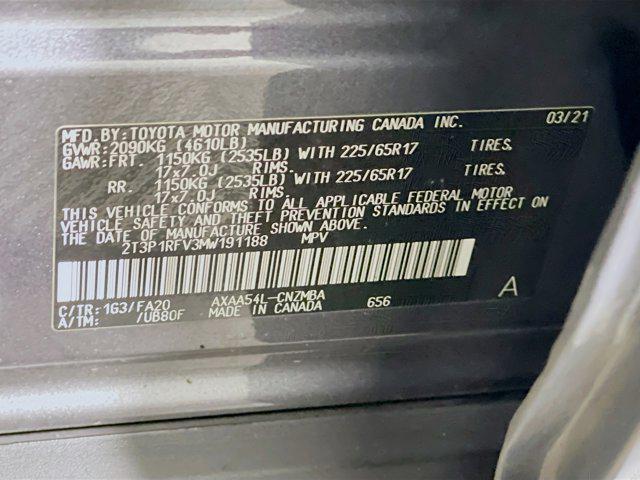 MFD.BY:TOYOTA MOTOR MANUFACTURING CANADA INC. 03/21
GVWR:2090KG (4610LB)
GAWR:FRT. 1150KG (2535LB) WITH 225/65R17 TIRES.
17x7.0J RIMS.
RR. 1150KG (2535LB) WITH 225/65R17 TIRES.
17x7.0J RIMS.
THIS VEHICLE CONFORMS TO ALL APPLICABLE FEDERAL MOTOR
VEHICLE SAFETY AND THEFT PREVENTION STANDARDS IN EFFECT ON
THE DATE OF MANUFACTURE SHOWN ABOVE.
2T3P1RFV3MW191188 MPV
C/TR:1G3/FA20 AXAA54L-CNZMBA 656 A
A/TM: /UB80F MADE IN CANADA